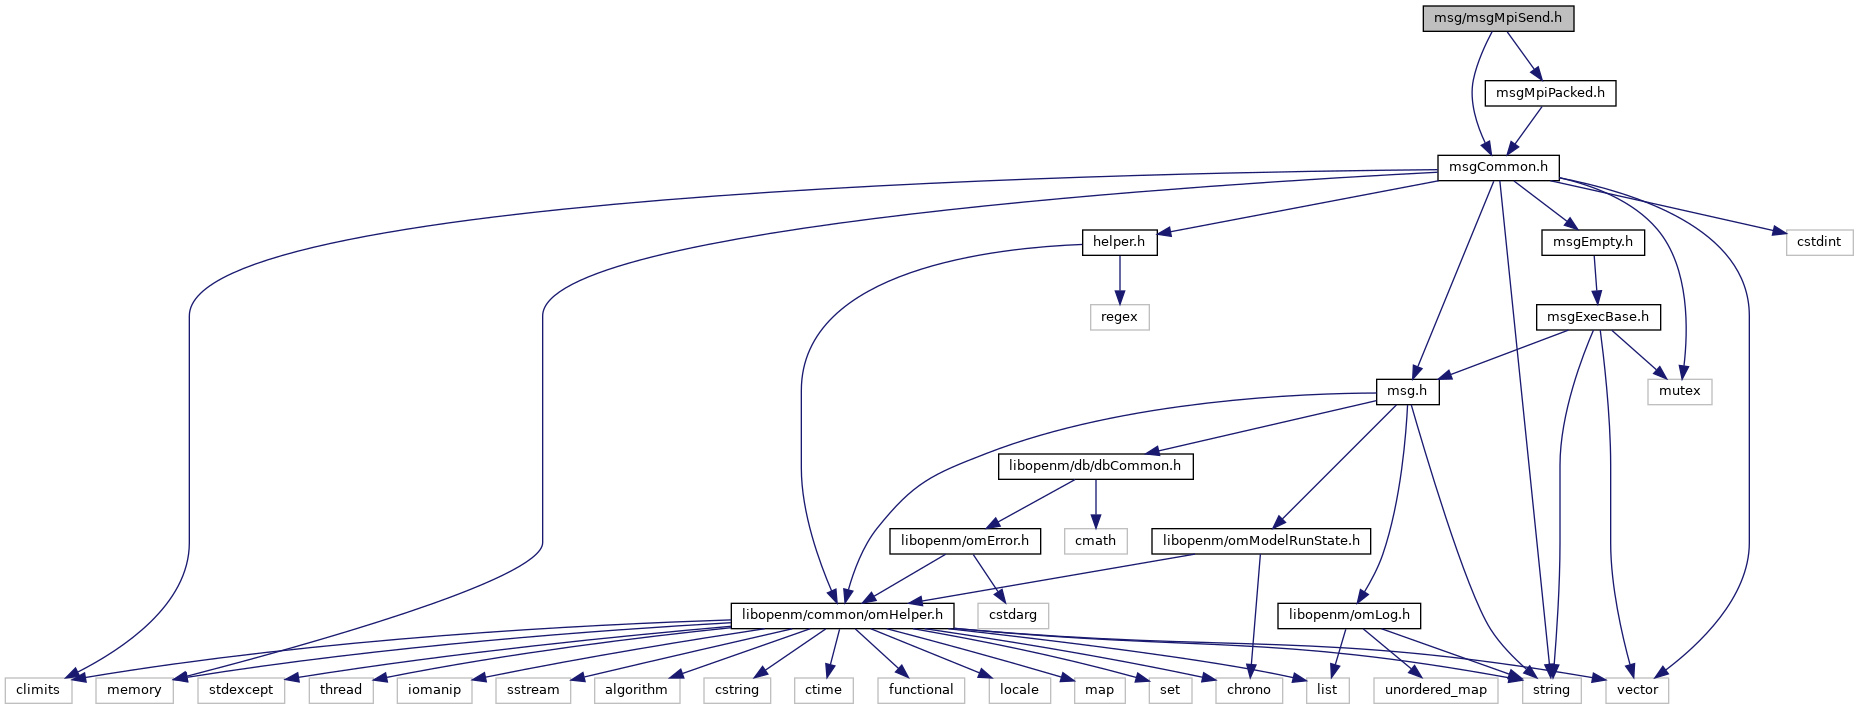 msg/msgMpiSend.h
msgMpiPacked.h
msgCommon.h
helper.h
msgEmpty.h
cstdint
regex
msgExecBase.h
msg.h
mutex
libopenm/db/dbCommon.h
libopenm/omError.h
cmath
libopenm/omModelRunState.h
libopenm/common/omHelper.h
cstdarg
libopenm/omLog.h
climits
memory
stdexcept
thread
iomanip
sstream
algorithm
cstring
ctime
functional
locale
map
set
chrono
list
unordered_map
string
vector